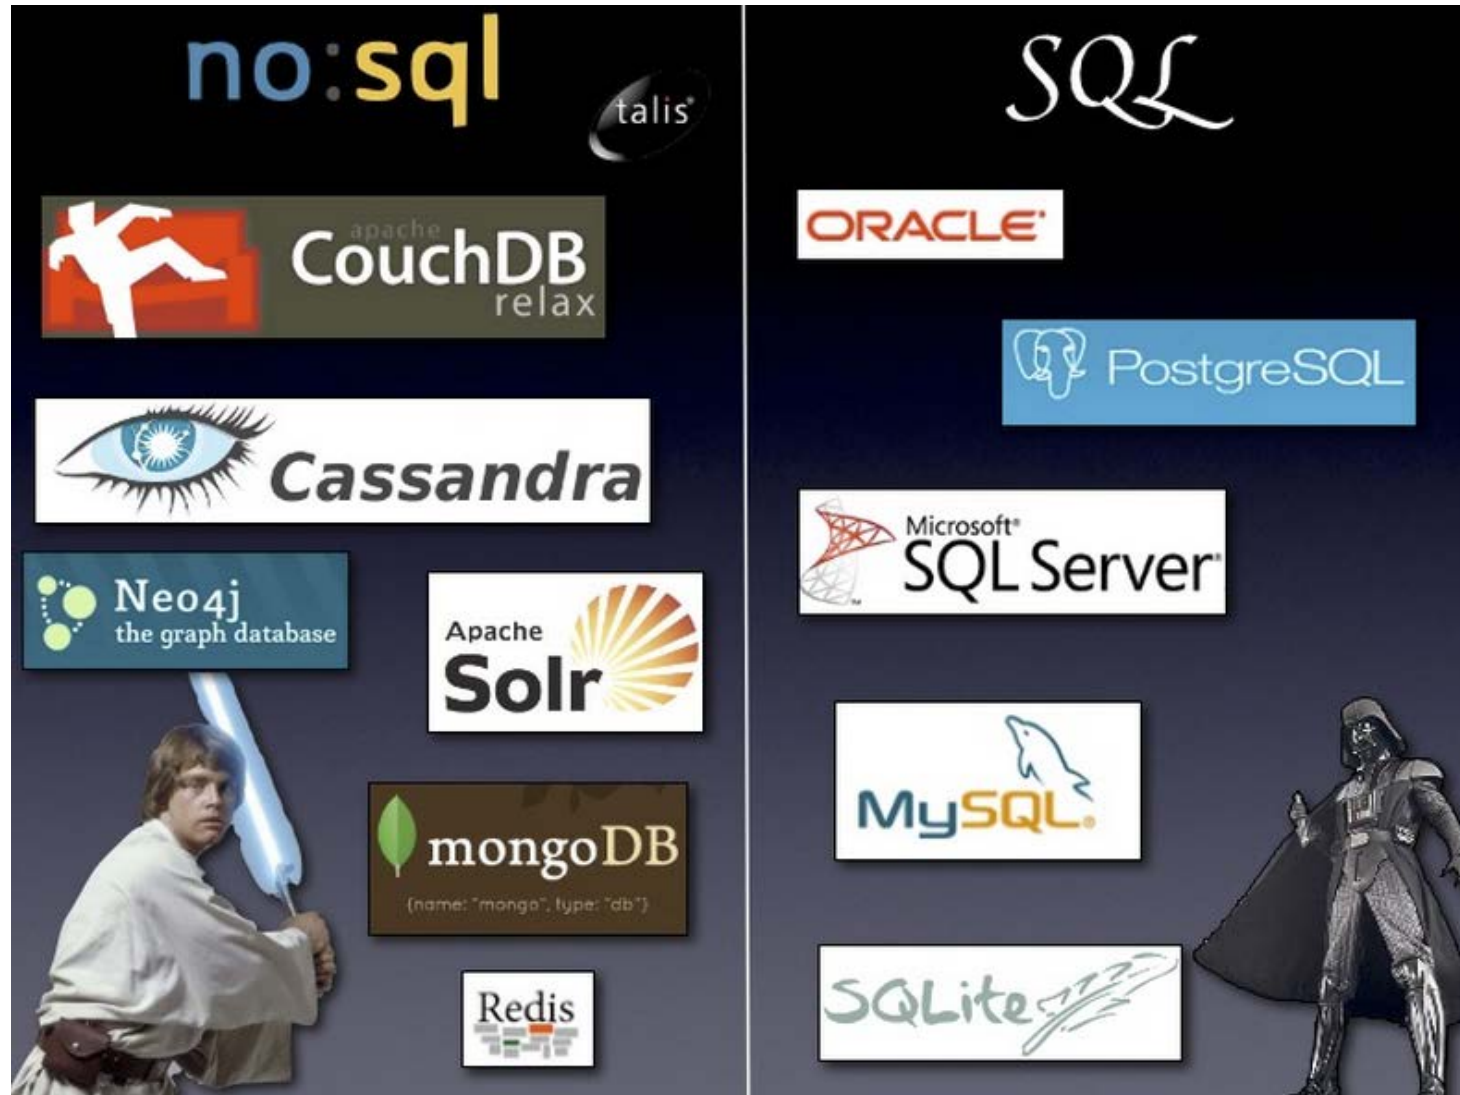 no:sql
talis®
apache
CouchDB
relax
Cassandra
Neo4j
the graph database
Apache
Solr
mongoDB
{name: "mongo", type: "db"}
Redis
SQL
ORACLE®
PostgreSQL
Microsoft®
SQL Server®
™
MySQL®
SQLite